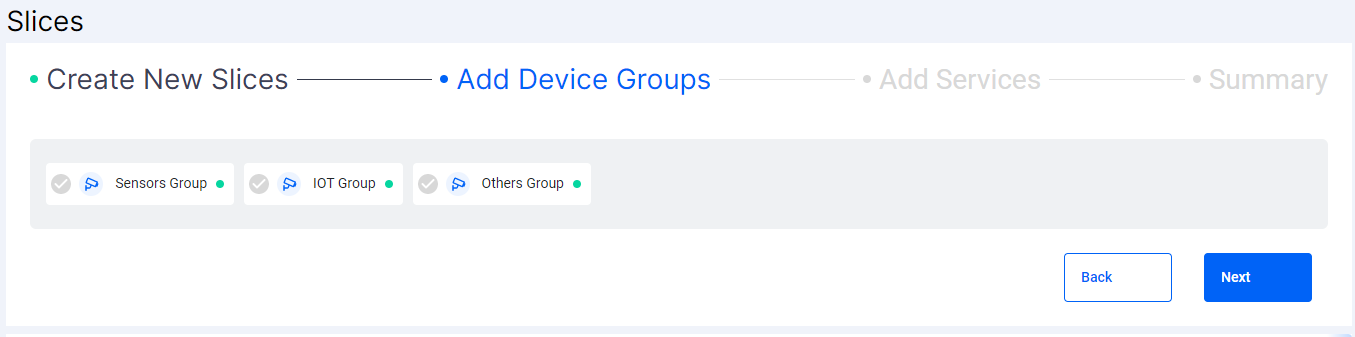 Slices
Create New Slices Add Device Groups Add Services Summary
Sensors Group IOT Group Others Group
Back Next